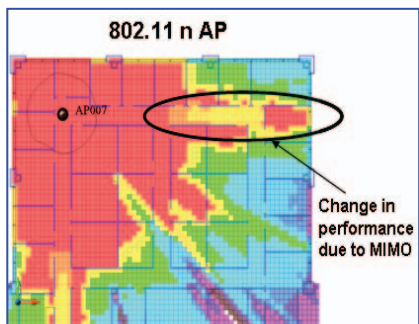 802.11 n AP
AP007
Change in
performance
due to MIMO